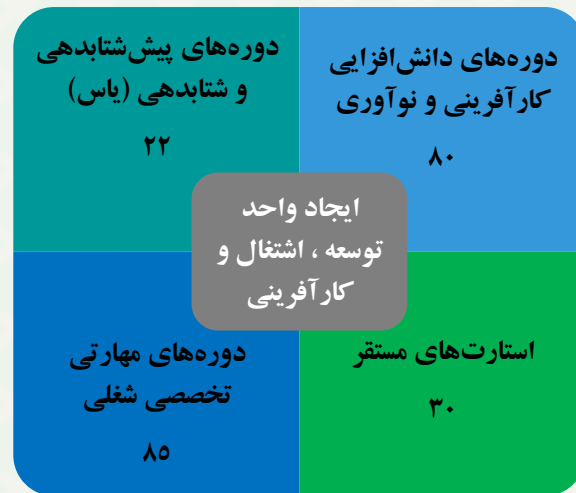 دوره‌های دانش‌افزایی
کارآفرینی و نوآوری
۸۰
دوره‌های پیش‌شتابدهی
و شتابدهی (یاس)
۲۲
ایجاد واحد
توسعه ، اشتغال و
کارآفرینی
استارت‌های مستقر
۳۰
دوره‌های مهارتی
تخصصی شغلی
۸۵